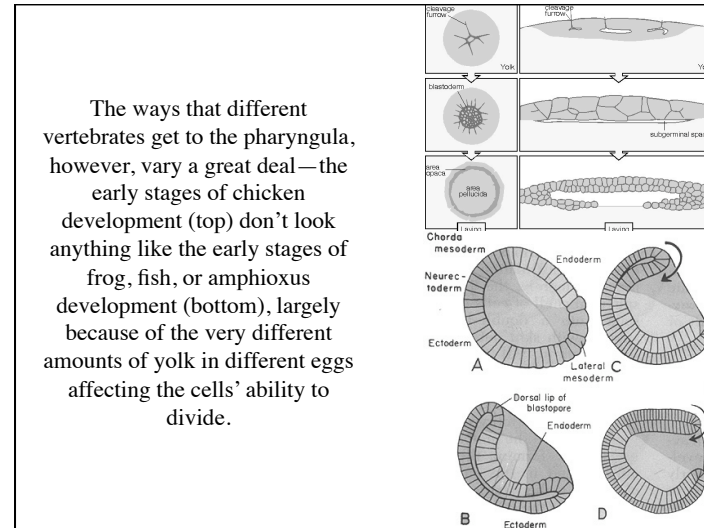 The ways that different
vertebrates get to the pharyngula,
however, vary a great deal—the
early stages of chicken
development (top) don't look
anything like the early stages of
frog, fish, or amphioxus
development (bottom), largely
because of the very different
amounts of yolk in different eggs
affecting the cells' ability to
divide.
cleavage
furrow
Yolk
cleavage
furrow
blastoderm
subgerminal spac
area
opaca
area
pellucida
Laying
Laying
Chorda
mesoderm
Endoderm
Neurec-
toderm
Ectoderm
Lateral
mesoderm
A
C
Dorsal lip of
blastopore
Endoderm
B
Ectoderm
D